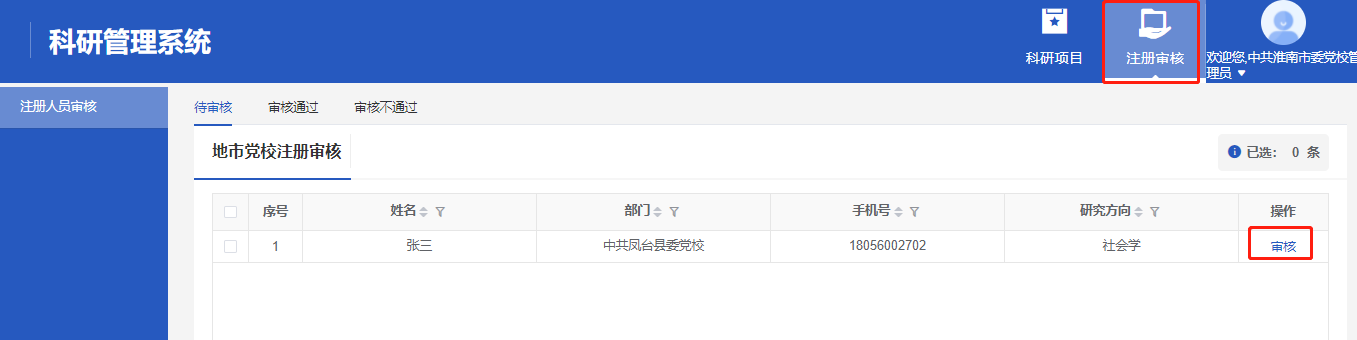 科研管理系统
科研项目
注册审核
欢迎您,中共淮南市委党校管
理员
注册人员审核
待审核
审核通过
审核不通过
地市党校注册审核
已选： 0 条
序号 姓名 部门 手机号 研究方向 操作
1 张三 中共凤台县委党校 18056002702 社会学 审核